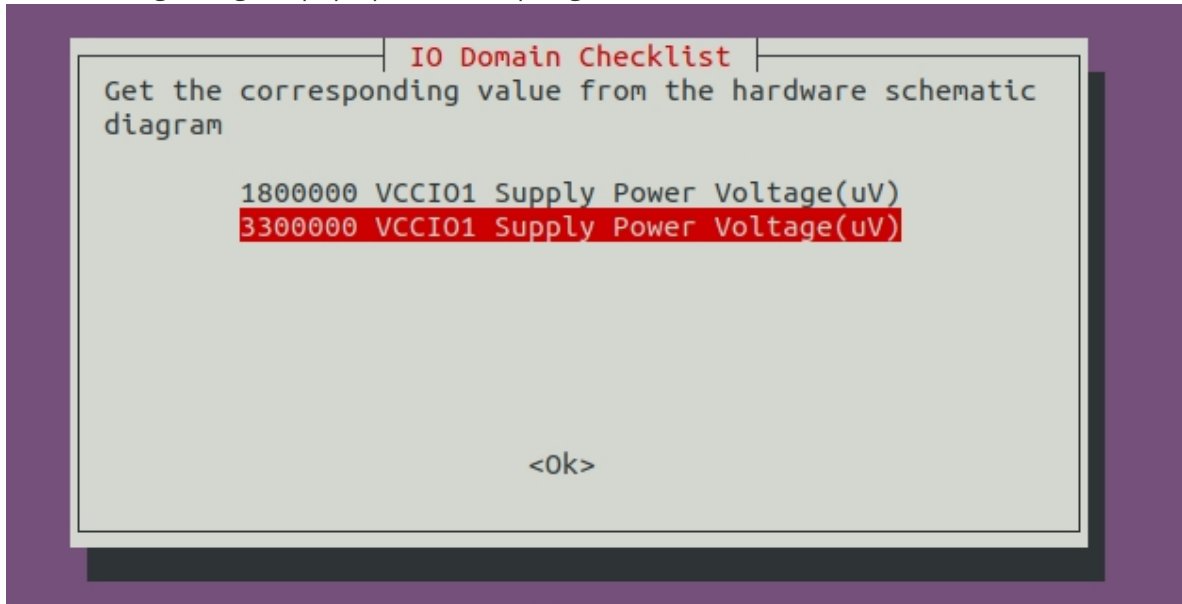 IO Domain Checklist
Get the corresponding value from the hardware schematic
diagram
1800000 VCCIO1 Supply Power Voltage(uV)
3300000 VCCIO1 Supply Power Voltage(uV)
<Ok>